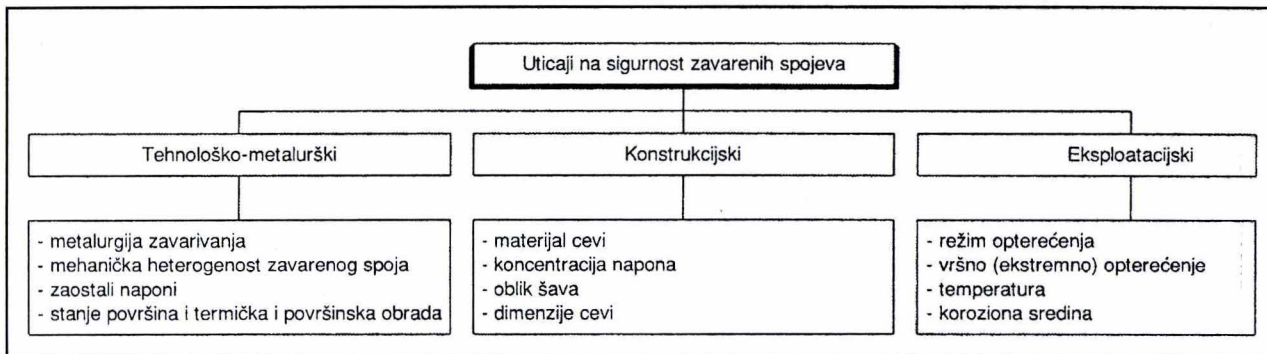 Uticaji na sigurnost zavarenih spojeva
Tehnološko-metalurški
- metalurgija zavarivanja
- mehanička heterogenost zavarenog spoja
- zaostali naponi
- stanje površina i termička i površinska obrada
Konstrukcijski
- materijal cevi
- koncentracija napona
- oblik šava
- dimenzije cevi
Eksploatacijski
- režim opterećenja
- vršno (ekstremno) opterećenje
- temperatura
- koroziona sredina